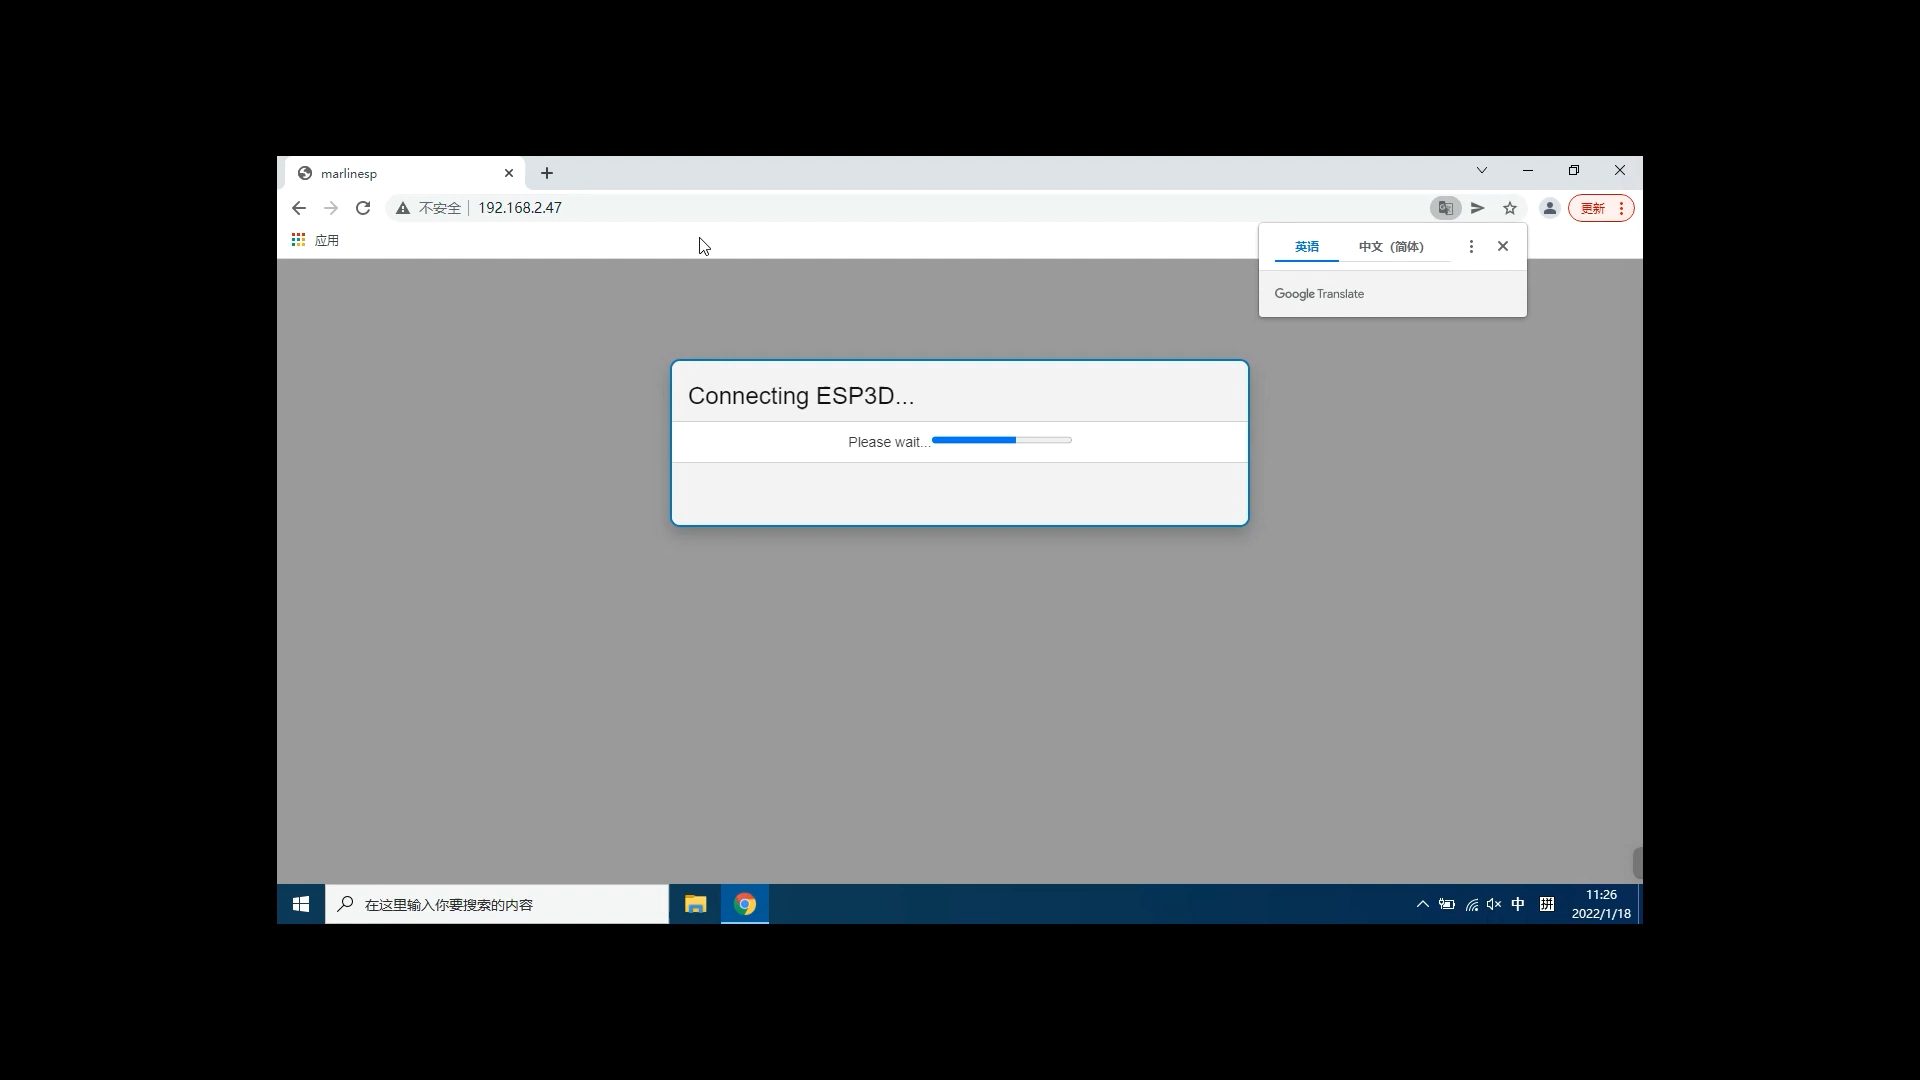 marlinesp
不安全
192.168.2.47
更新
应用
英语
中文（简体）
Google Translate
Connecting ESP3D...
Please wait...
在这里输入你要搜索的内容
中
拼
11:26
2022/1/18